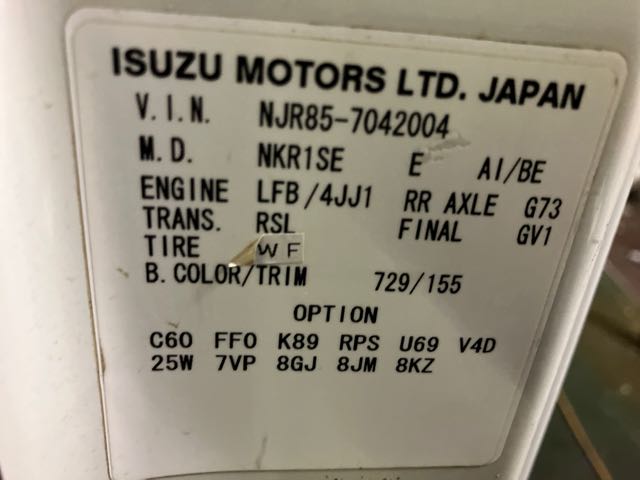 ISUZU MOTORS LTD. JAPAN
V.I.N. NJR85-7042004
M.D. NKR1SE E AI/BE
ENGINE LFB/4JJ1 RR AXLE G73
TRANS. RSL FINAL GV1
TIRE WF
B.COLOR/TRIM 729/155
OPTION
C60 FF0 K89 RPS U69 V4D
25W 7VP 8GJ 8JM 8KZ